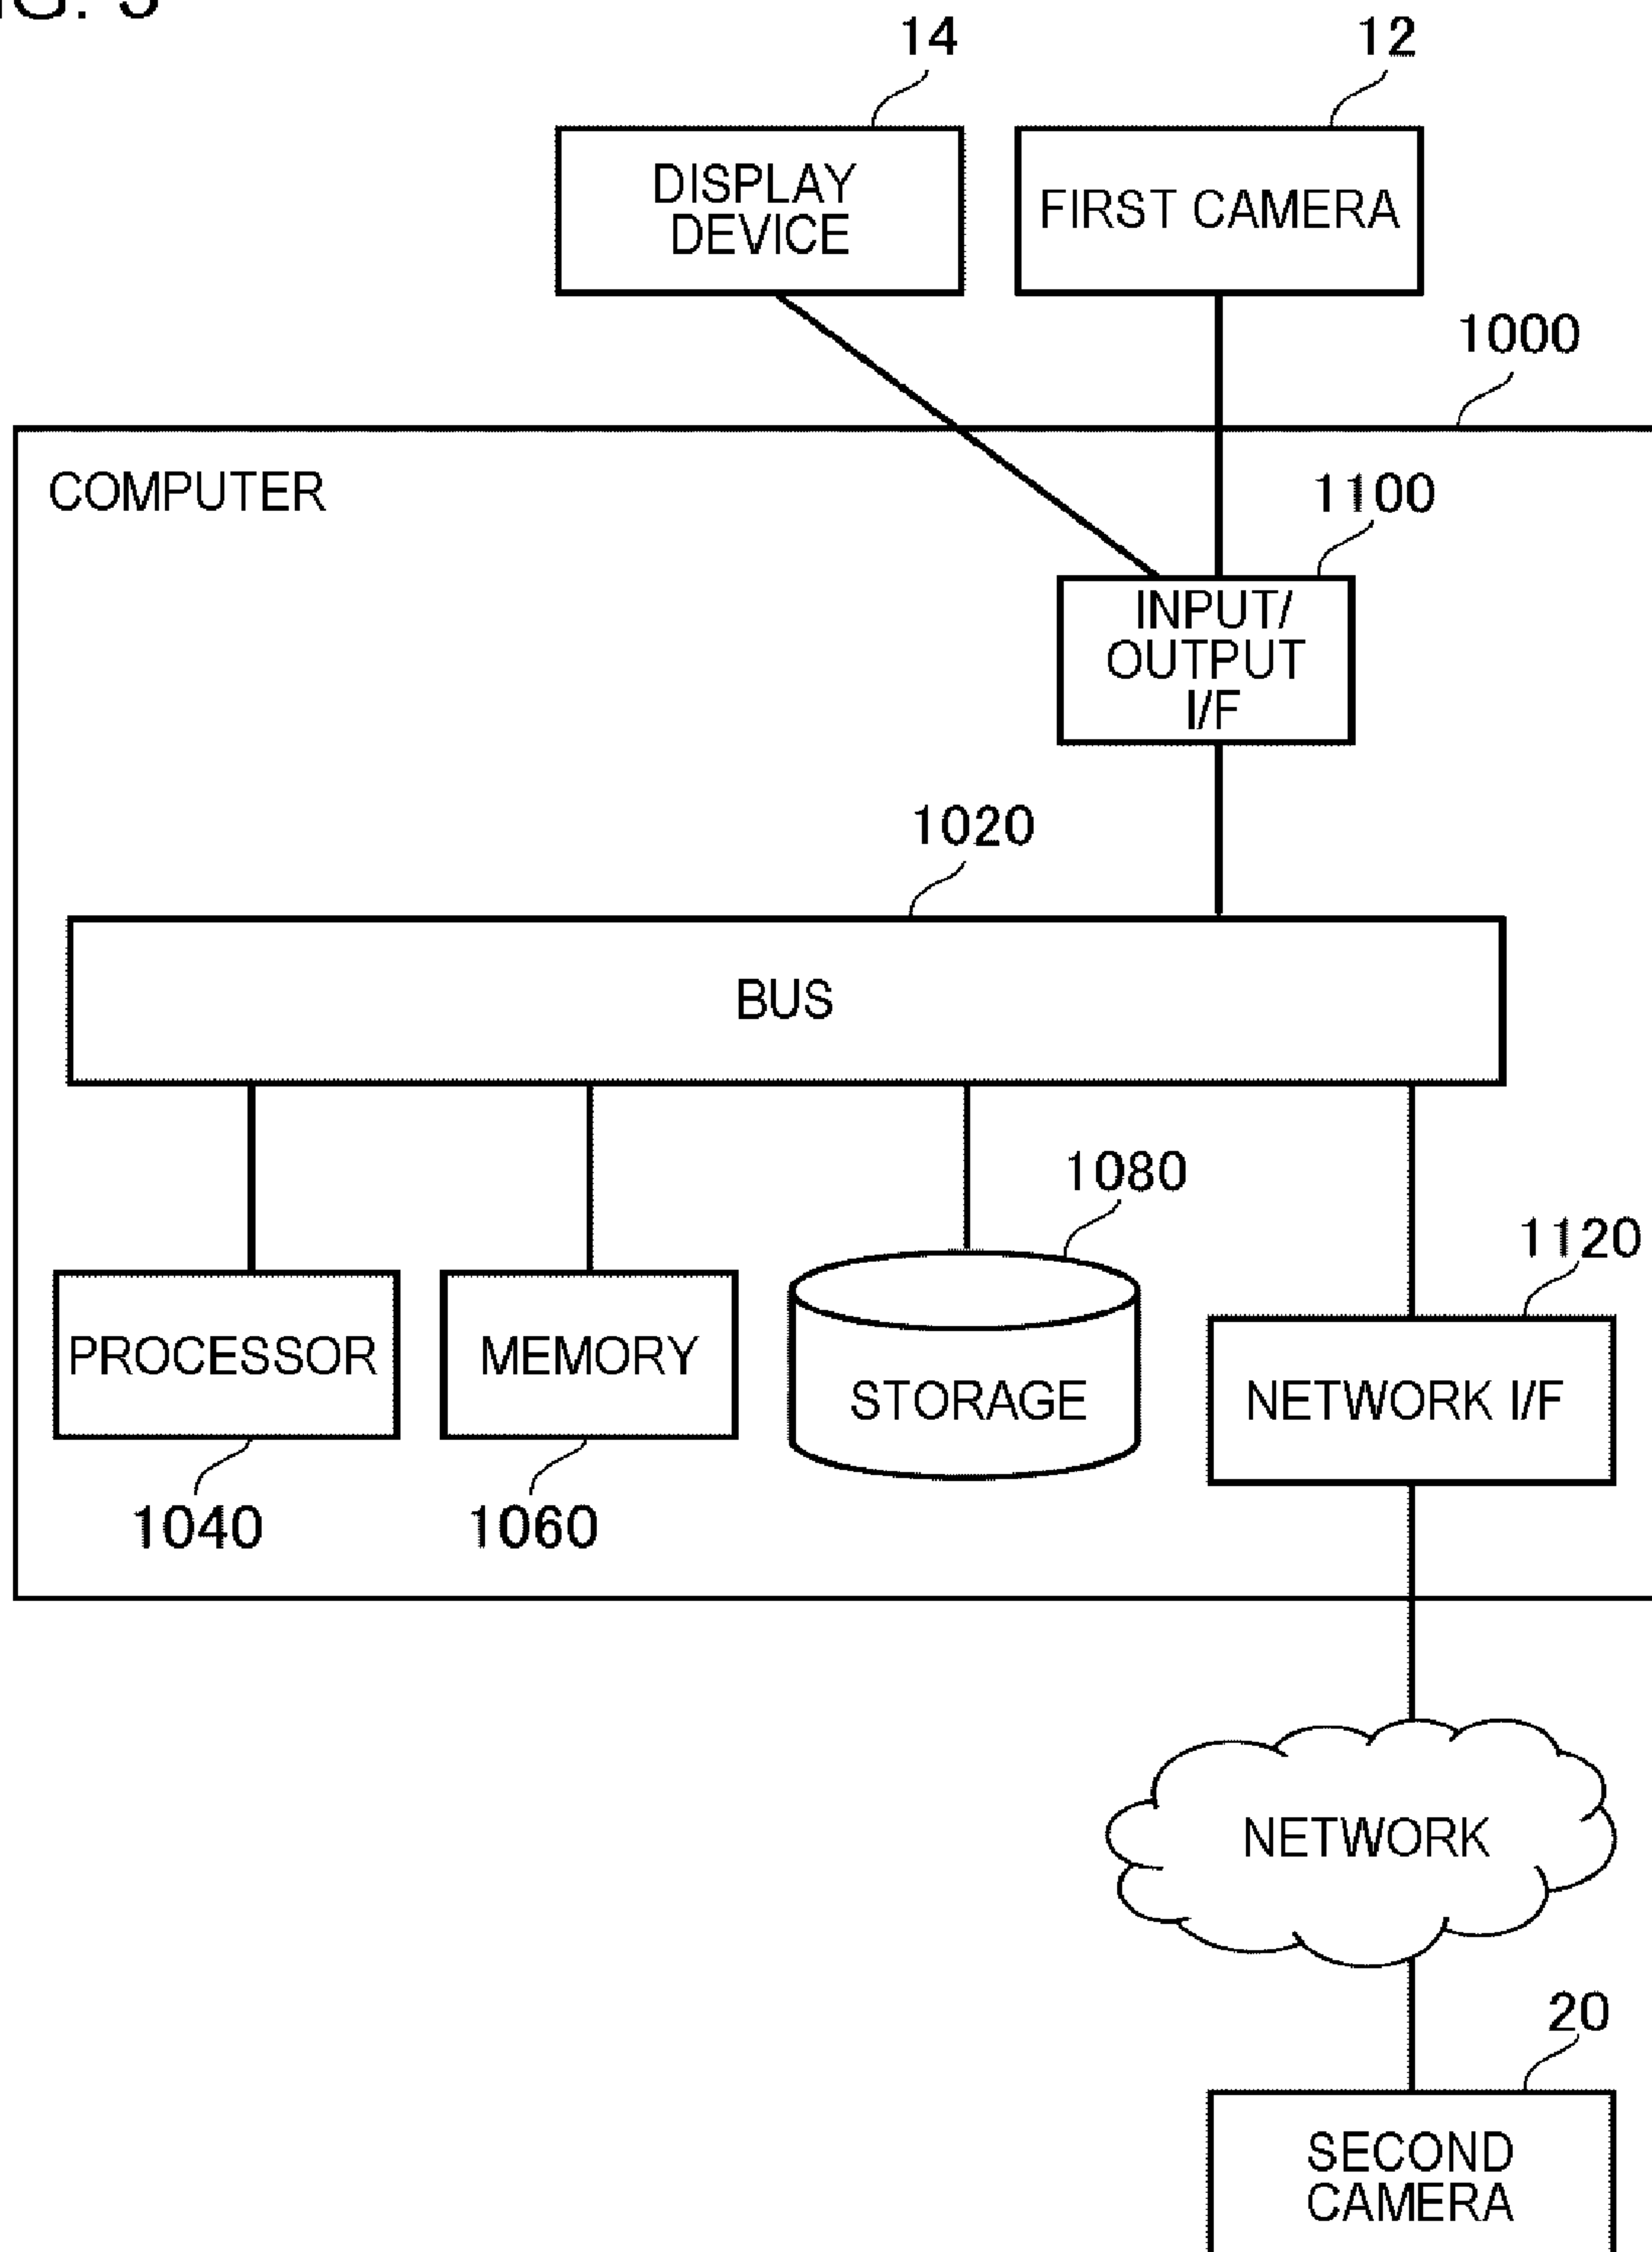 14
12
DISPLAY
DEVICE
FIRST CAMERA
1000
COMPUTER
1100
INPUT/
OUTPUT
I/F
1020
BUS
1080
1120
PROCESSOR
MEMORY
STORAGE
NETWORK I/F
1040
1060
NETWORK
20
SECOND
CAMERA